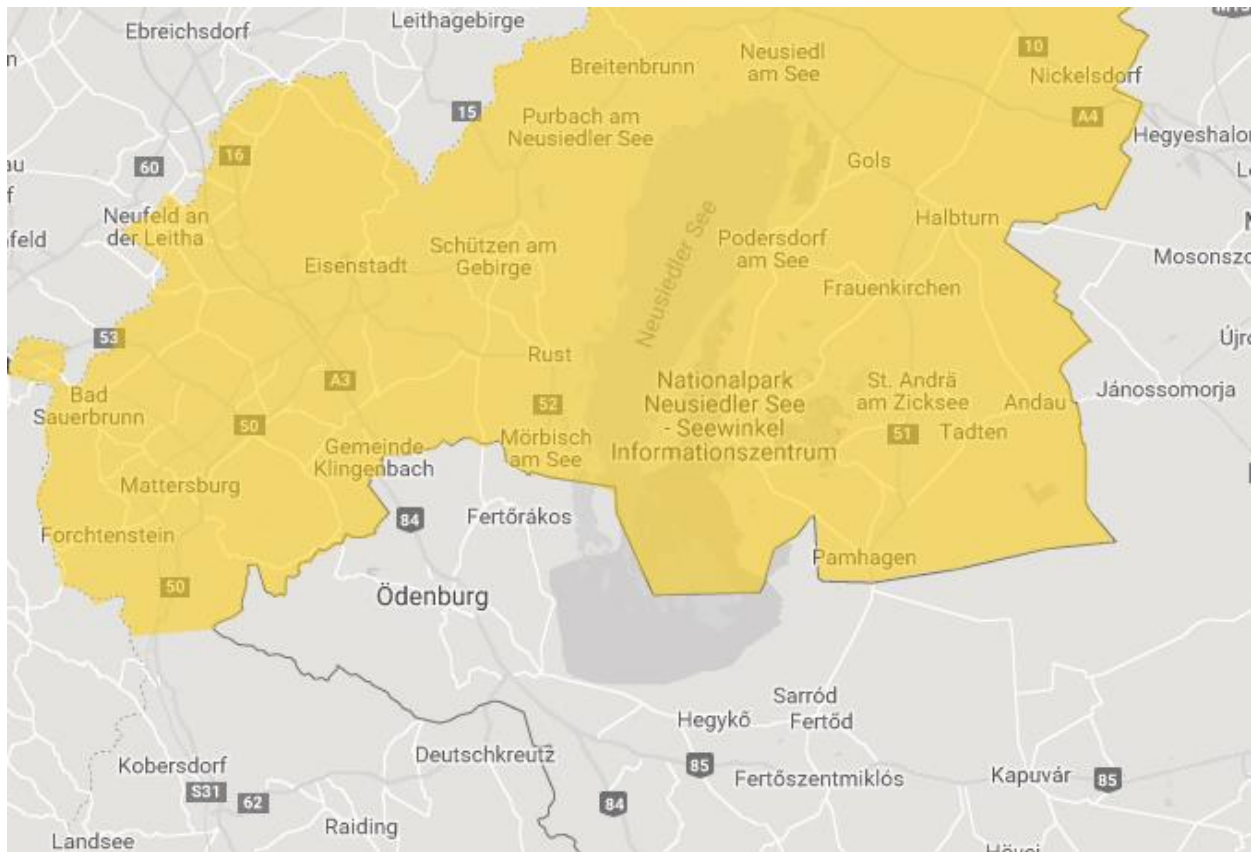 Leithagebirge
Ebreichsdorf
Breitenbrunn
Neusiedl
am See
10
Nickelsdorf
15
A4
Purbach am
Neusiedler See
Hegyeshalo
16
60
Gols
Neufeld an
der Leitha
Halbturn
nfeld
Schützen am
Gebirge
Eisenstadt
Neusiedler See
Podersdorf
am See
Mosonszo
Frauenkirchen
53
Újro
Rust
A3
Bad
Sauerbrunn
52
Nationalpark
Neusiedler See
- Seewinkel
Informationszentrum
St. Andrä
am Zicksee
Andau
Jánossomorja
50
51
Tadten
Gemeinde
Klingenbach
Mörbisch
am See
Mattersburg
84
Fertőrákos
Forchtenstein
Pamhagen
50
Ödenburg
Sarród
Hegykő
Fertőd
Kobersdorf
Deutschkreutz
85
Fertőszentmiklós
Kapuvár
85
S31
62
84
Raiding
Landsee